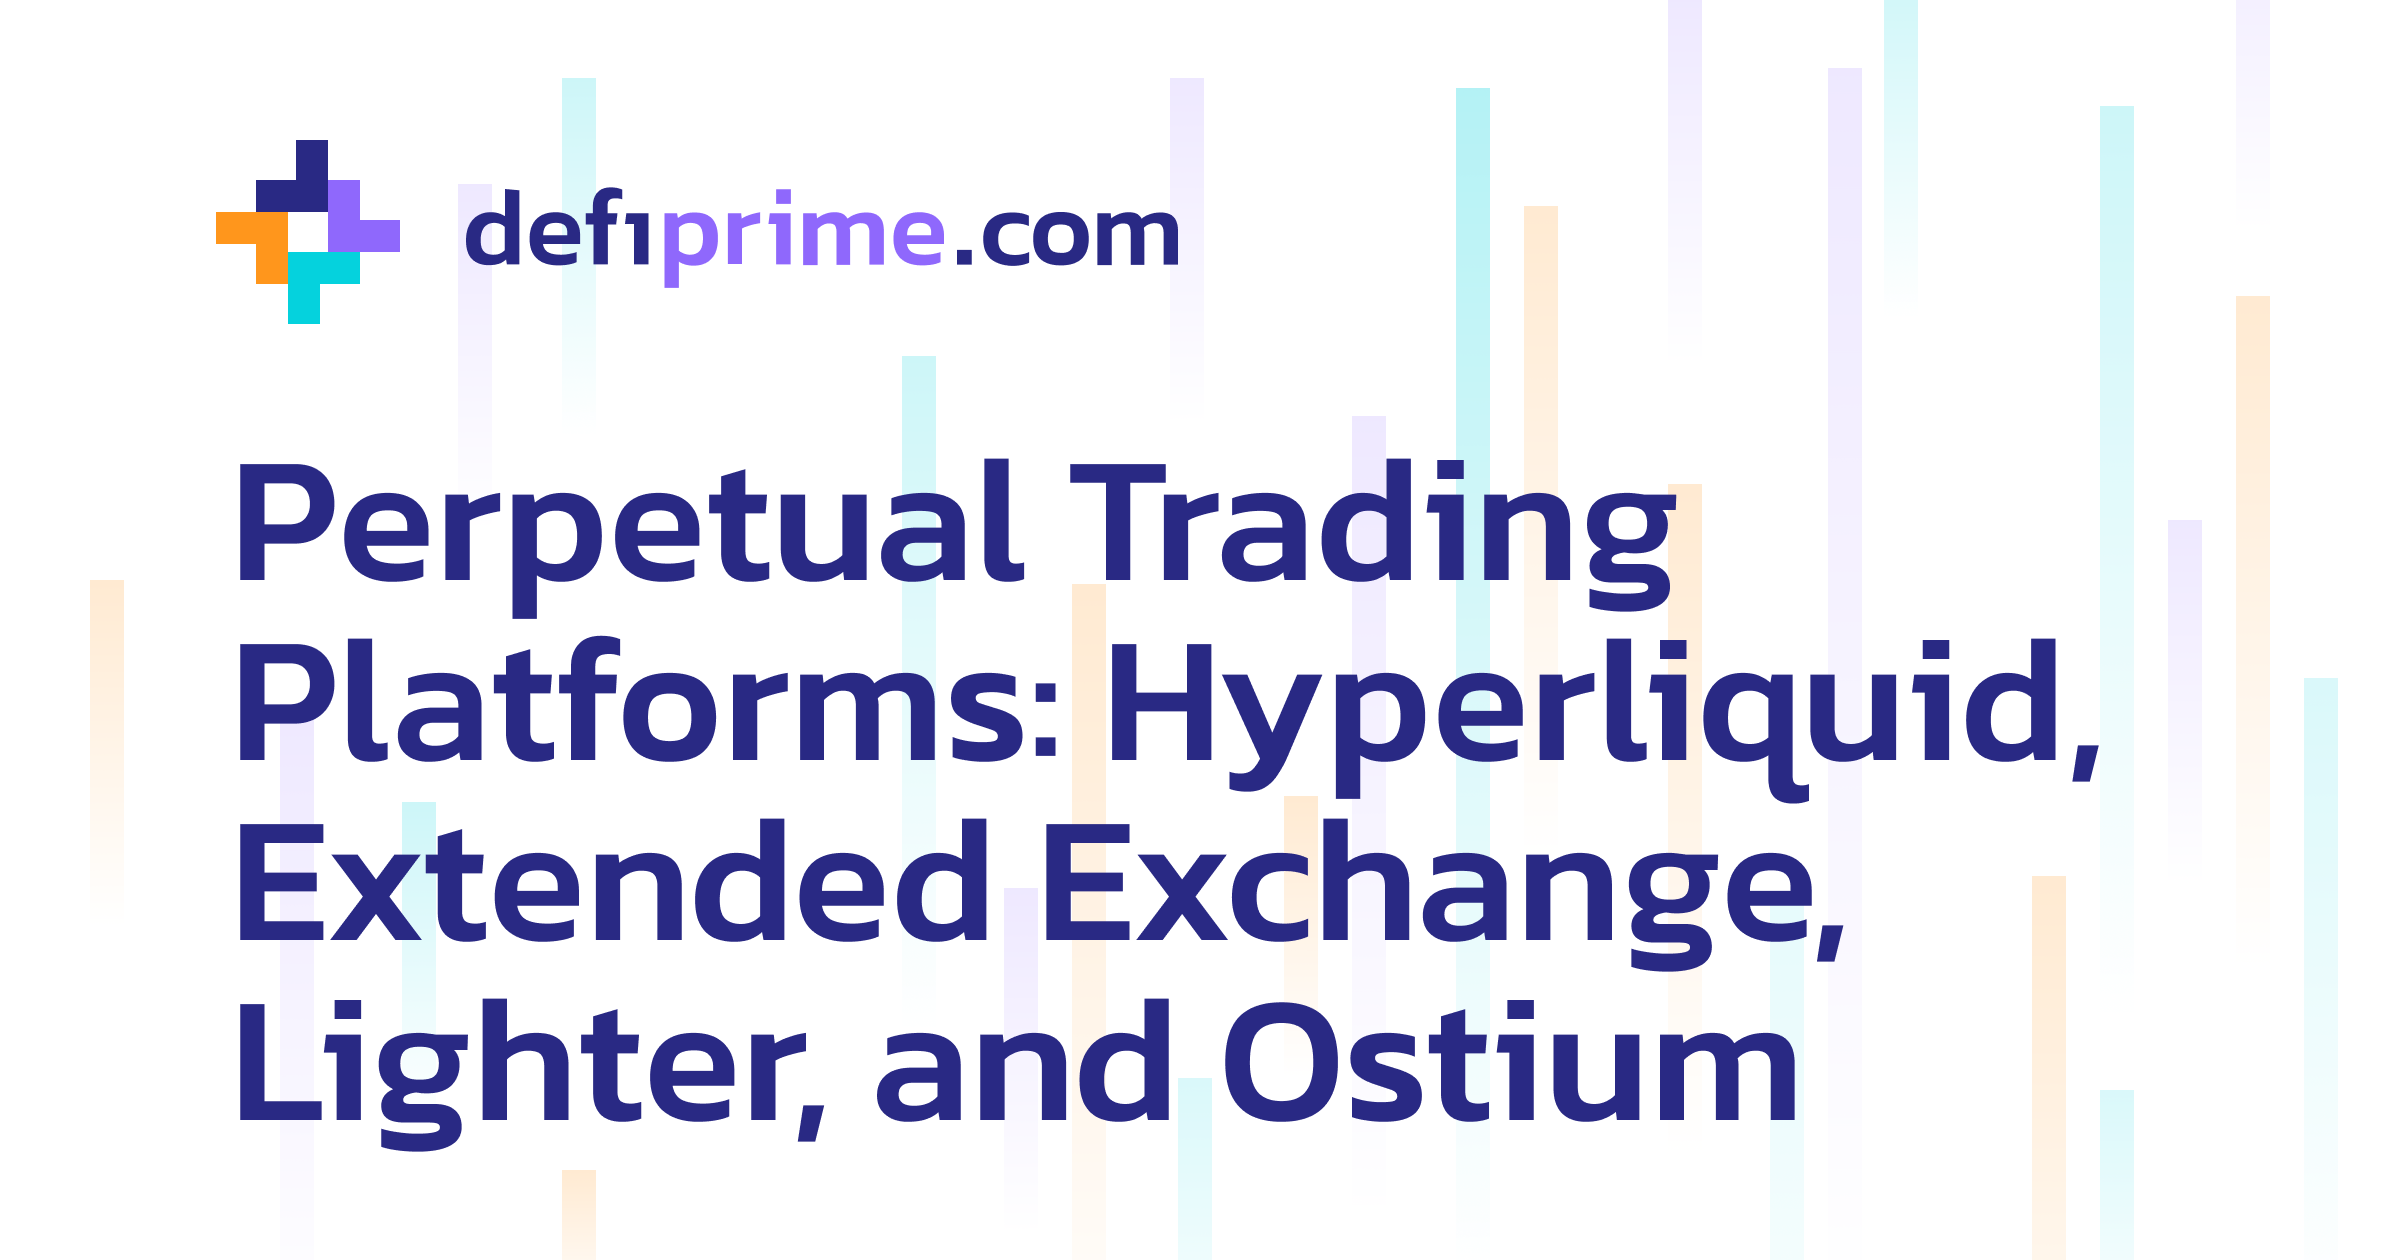 defiprime.com
Perpetual Trading
Platforms: Hyperliquid,
Extended Exchange,
Lighter, and Ostium